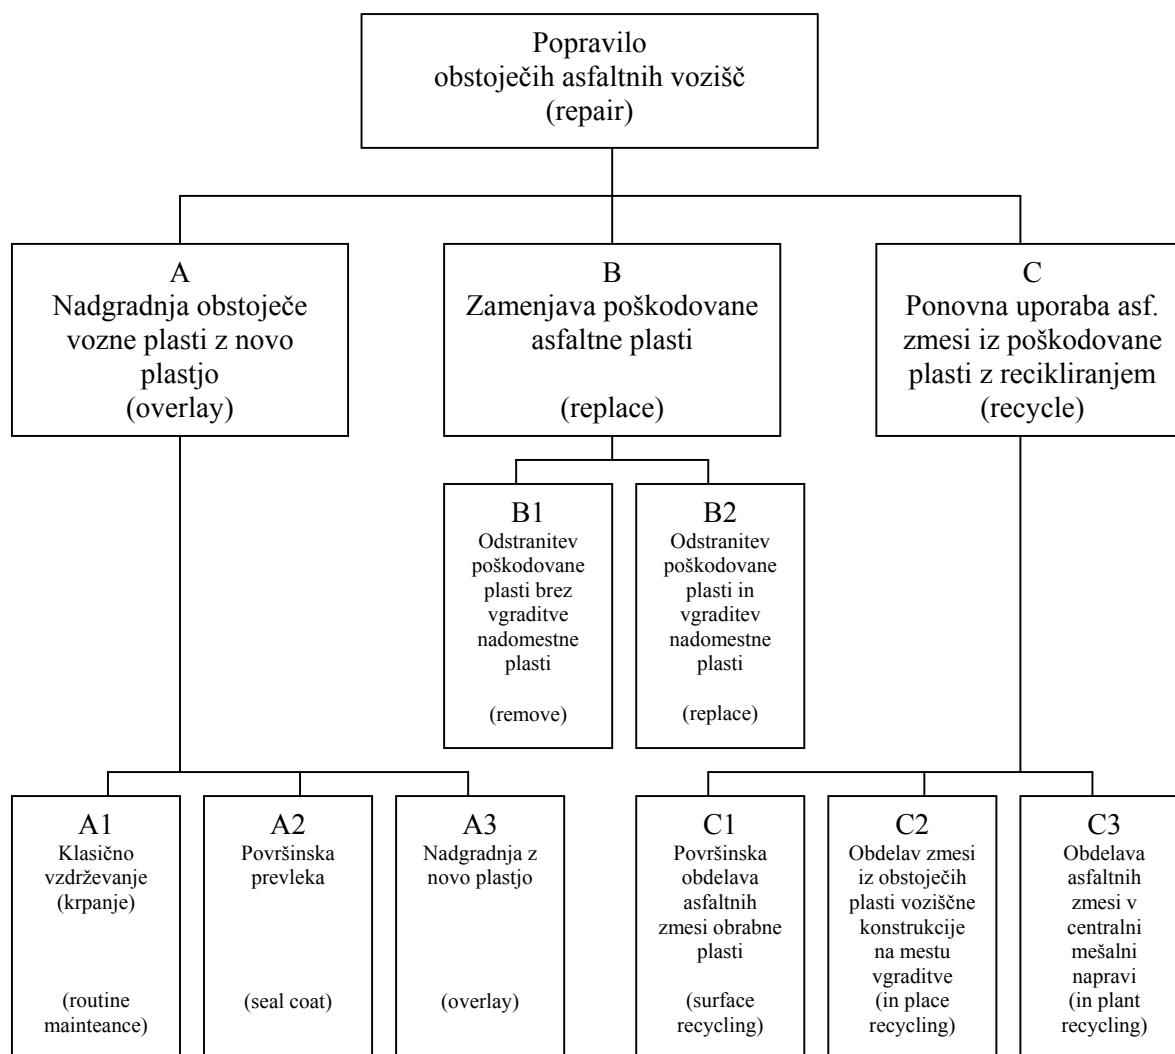 Popravilo
obstoječih asfaltnih vozišč
(repair)
A
Nadgradnja obstoječe
vozne plasti z novo
plastjo
(overlay)
B
Zamenjava poškodovane
asfaltne plasti
(replace)
C
Ponovna uporaba asf.
zmesi iz poškodovane
plasti z recikliranjem
(recycle)
B1
Odstranitev
poškodovane
plasti brez
vgraditve
nadomestne
plasti
(remove)
B2
Odstranitev
poškodovane
plasti in
vgraditev
nadomestne
plasti
(replace)
A1
Klasično
vzdrževanje
(krpanje)
(routine
mainteance)
A2
Površinska
prevleka
(seal coat)
A3
Nadgradnja z
novo plastjo
(overlay)
C1
Površinska
obdelava
asfaltnih
zmesi obrabne
plasti
(surface
recycling)
C2
Obdelav zmesi
iz obstoječih
plasti voziščne
konstrukcije
na mestu
vgraditve
(in place
recycling)
C3
Obdelava
asfaltnih
zmesi v
centralni
mešalni
napravi
(in plant
recycling)